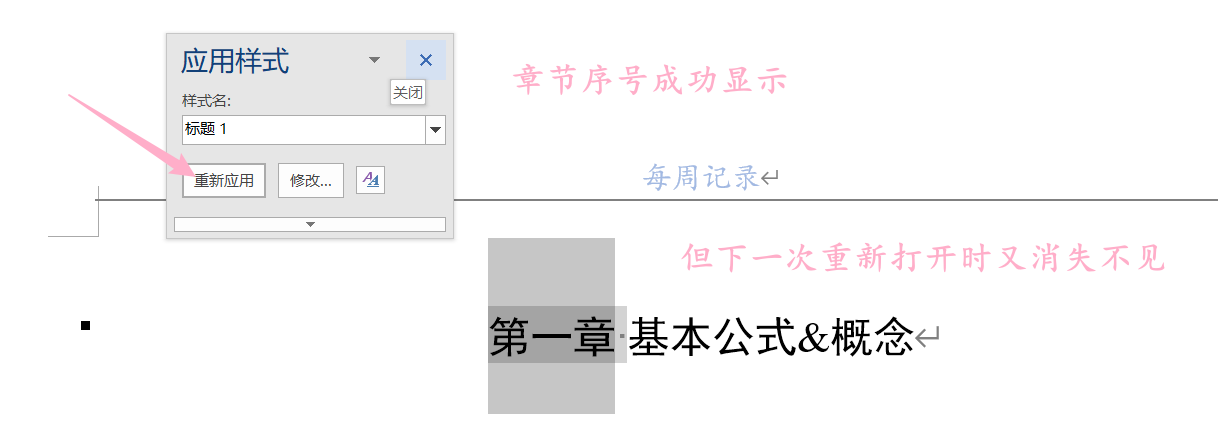 应用样式
关闭
样式名:
标题 1
重新应用
修改...
章节序号成功显示
每周记录
但下一次重新打开时又消失不见
第一章 基本公式&概念